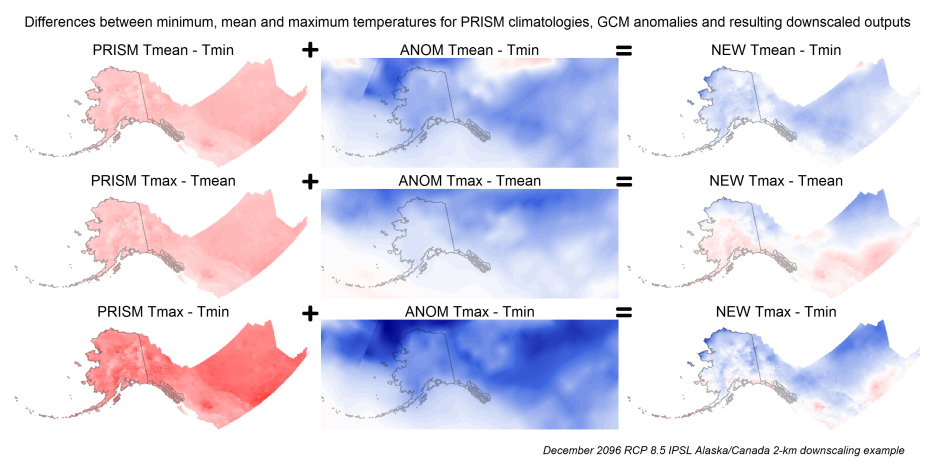 Differences between minimum, mean and maximum temperatures for PRISM climatologies, GCM anomalies and resulting downscaled outputs
PRISM Tmean - Tmin + ANOM Tmean - Tmin = NEW Tmean - Tmin
PRISM Tmax - Tmean + ANOM Tmax - Tmean = NEW Tmax - Tmean
PRISM Tmax - Tmin + ANOM Tmax - Tmin = NEW Tmax - Tmin
December 2096 RCP 8.5 IPSL Alaska/Canada 2-km downscaling example